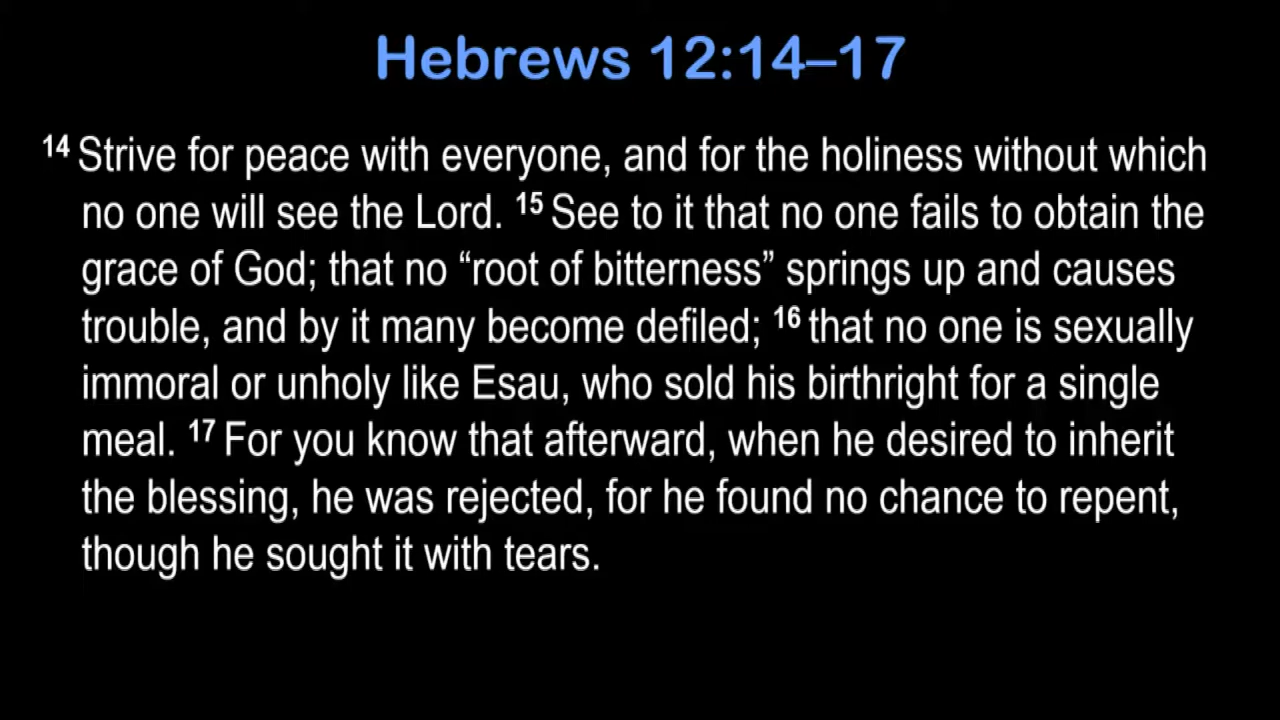 Hebrews 12:14–17
14 Strive for peace with everyone, and for the holiness without which
no one will see the Lord. 15 See to it that no one fails to obtain the
grace of God; that no “root of bitterness” springs up and causes
trouble, and by it many become defiled; 16 that no one is sexually
immoral or unholy like Esau, who sold his birthright for a single
meal. 17 For you know that afterward, when he desired to inherit
the blessing, he was rejected, for he found no chance to repent,
though he sought it with tears.